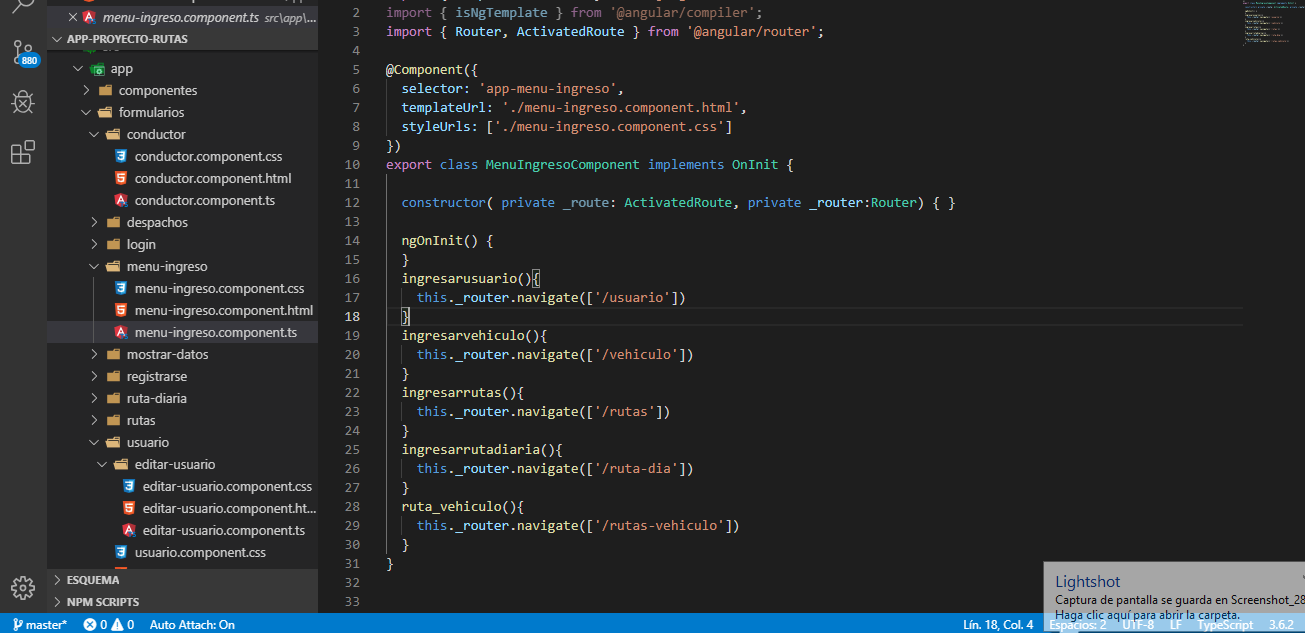 menu-ingreso.component.ts src\app\...
APP-PROYECTO-RUTAS
app
componentes
formularios
conductor
conductor.component.css
conductor.component.html
conductor.component.ts
despachos
login
menu-ingreso
menu-ingreso.component.css
menu-ingreso.component.html
menu-ingreso.component.ts
mostrar-datos
registrarse
ruta-diaria
rutas
usuario
editar-usuario
editar-usuario.component.css
editar-usuario.component.ht...
editar-usuario.component.ts
usuario.component.css
ESQUEMA
NPM SCRIPTS
880
2 import { isNgTemplate } from '@angular/compiler';
3 import { Router, ActivatedRoute } from '@angular/router';
4
5 @Component({
6 selector: 'app-menu-ingreso',
7 templateUrl: './menu-ingreso.component.html',
8 styleUrls: ['./menu-ingreso.component.css']
9 })
10 export class MenuIngresoComponent implements OnInit {
11
12 constructor( private _route: ActivatedRoute, private _router:Router) { }
13
14 ngOnInit() {
15 }
16 ingresarusuario(){
17 this._router.navigate(['/usuario'])
18 }
19 ingresarvehiculo(){
20 this._router.navigate(['/vehiculo'])
21 }
22 ingresarrutas(){
23 this._router.navigate(['/rutas'])
24 }
25 ingresarrutadiaria(){
26 this._router.navigate(['/ruta-dia'])
27 }
28 ruta_vehiculo(){
29 this._router.navigate(['/rutas-vehiculo'])
30 }
31 }
32
33
Lightshot
Captura de pantalla se guarda en Screenshot_28
Haga clic aquí para abrir la carpeta.
master* 0 0 Auto Attach: On Lín. 18, Col. 4 Espacios: 2 UTF-8 LF TypeScript 3.6.2